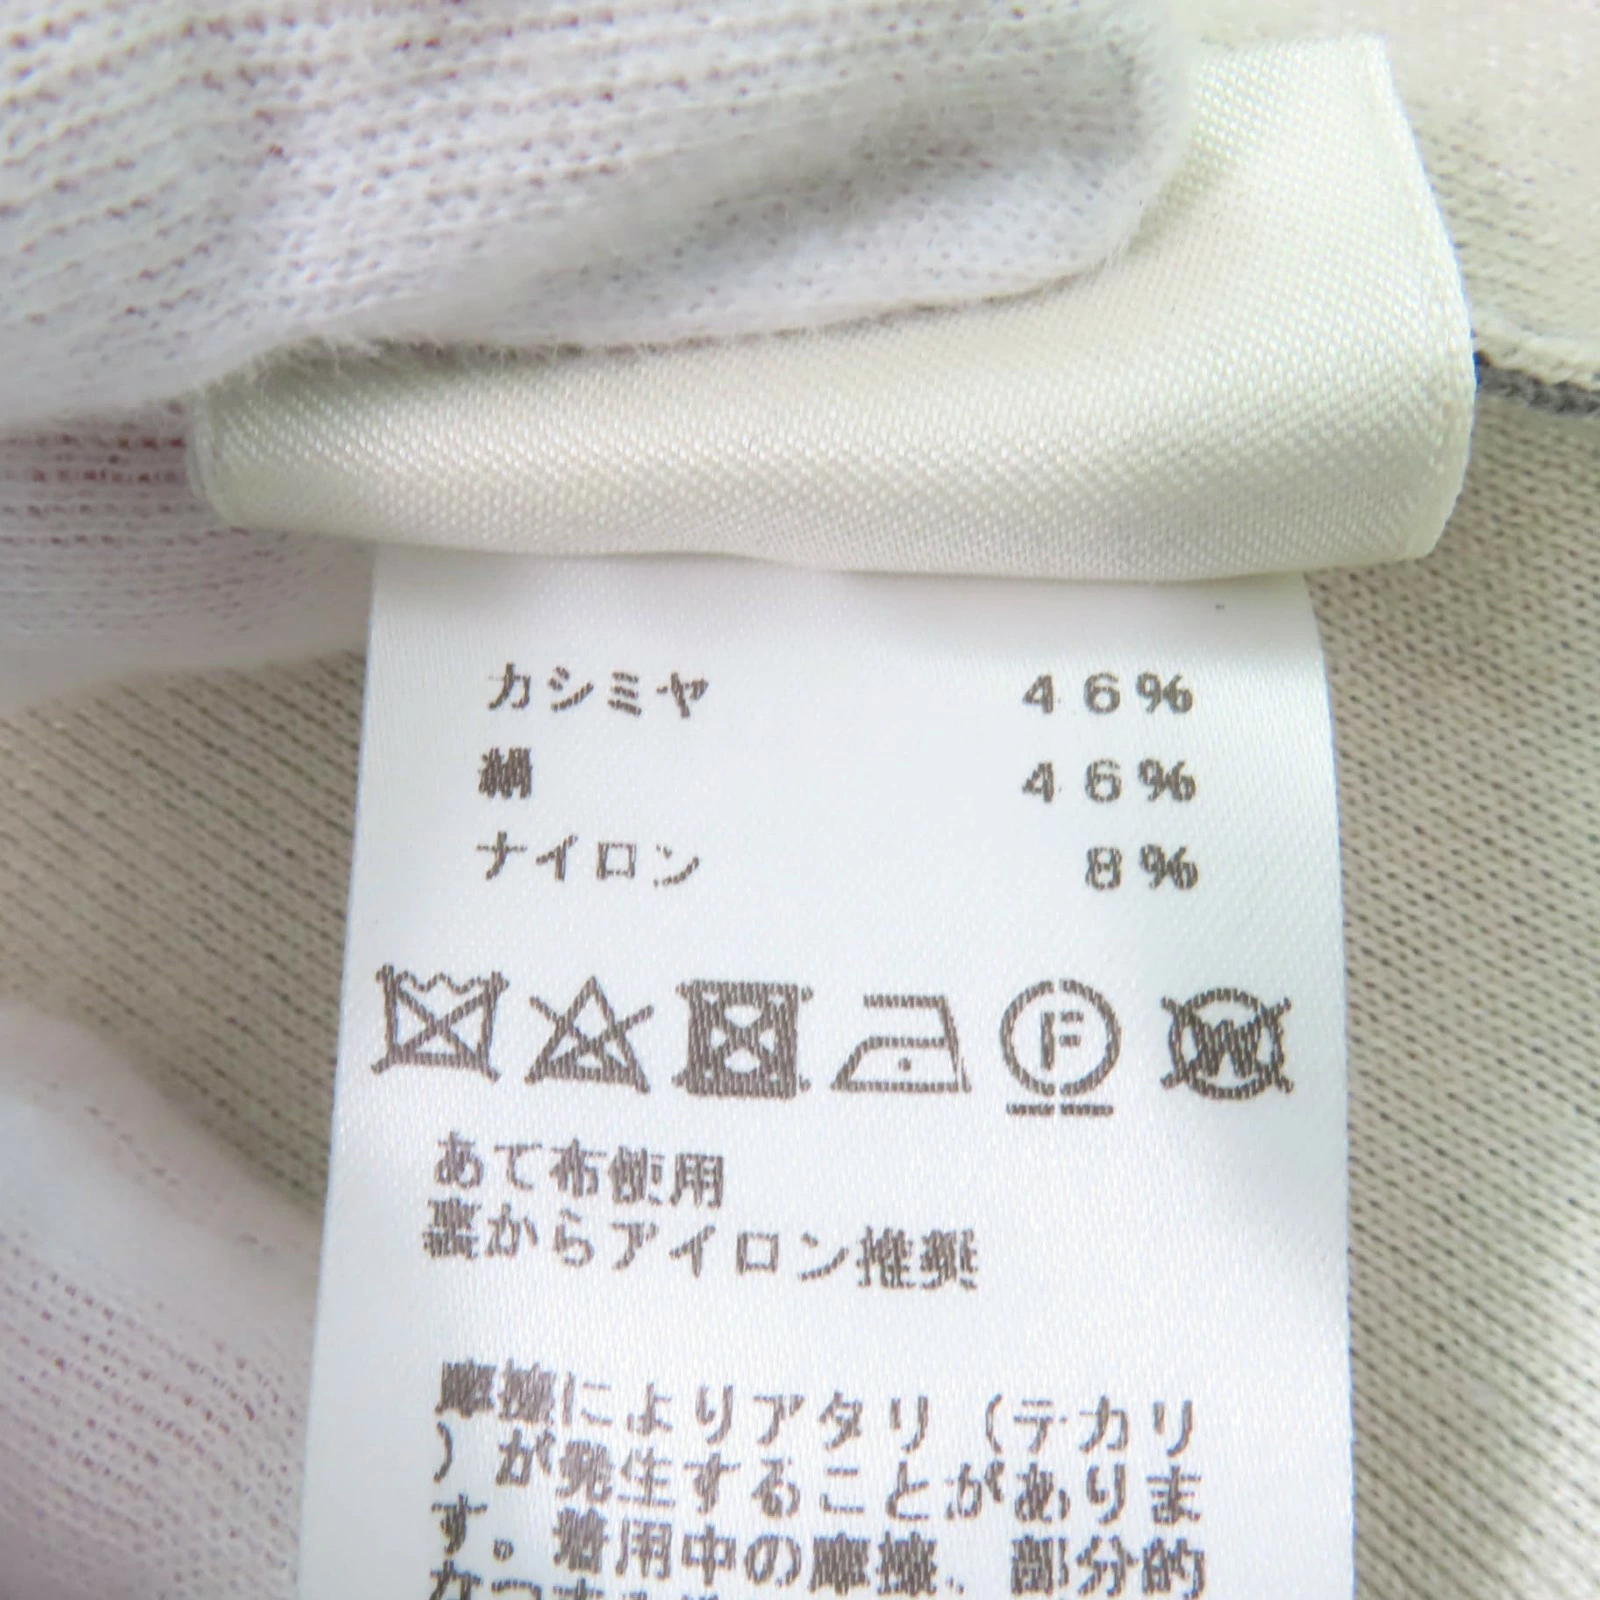 カシミヤ 46%
絹 46%
ナイロン 8%
F W
あて布使用
裏からアイロン推奨
摩擦によりアタリ(テカリ
)が発生することがありま
す。着用中の摩擦、部分的